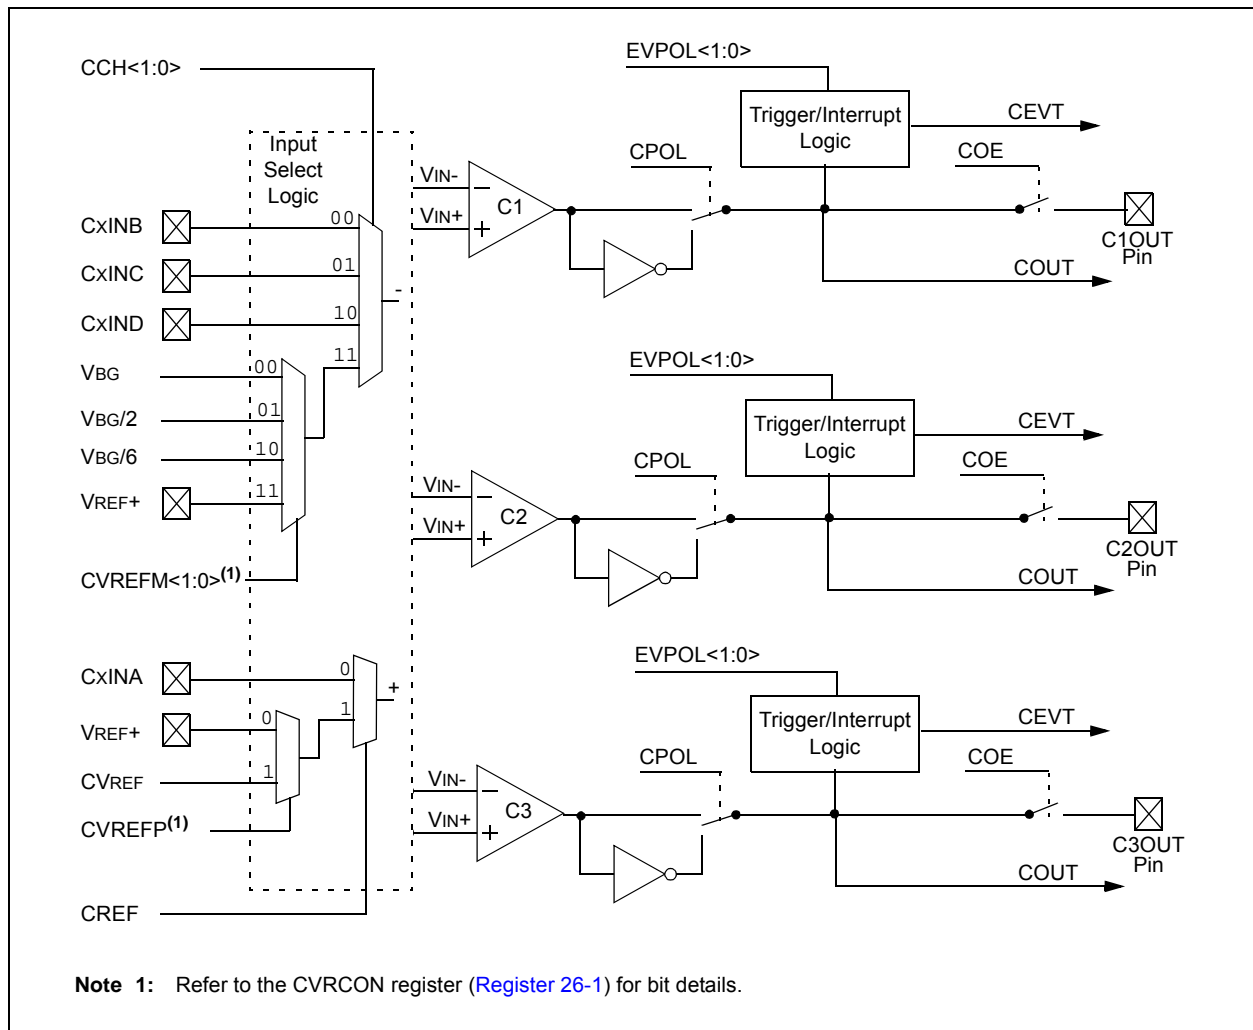 CCH<1:0>
Input
Select
Logic
CxINB
00
CxINC
01
CxIND
10
11
-
VBG
00
VBG/2
01
VBG/6
10
VREF+
11
CVREFM<1:0>(1)
CxINA
0
+
1
VREF+
0
CVREF
1
CVREFP(1)
CREF
EVPOL<1:0>
Trigger/Interrupt
Logic
CEVT
CPOL
COE
VIN-
VIN+
C1
C1OUT
Pin
COUT
EVPOL<1:0>
Trigger/Interrupt
Logic
CEVT
CPOL
COE
VIN-
VIN+
C2
C2OUT
Pin
COUT
EVPOL<1:0>
Trigger/Interrupt
Logic
CEVT
CPOL
COE
VIN-
VIN+
C3
C3OUT
Pin
COUT
Note 1: Refer to the CVRCON register (Register 26-1) for bit details.